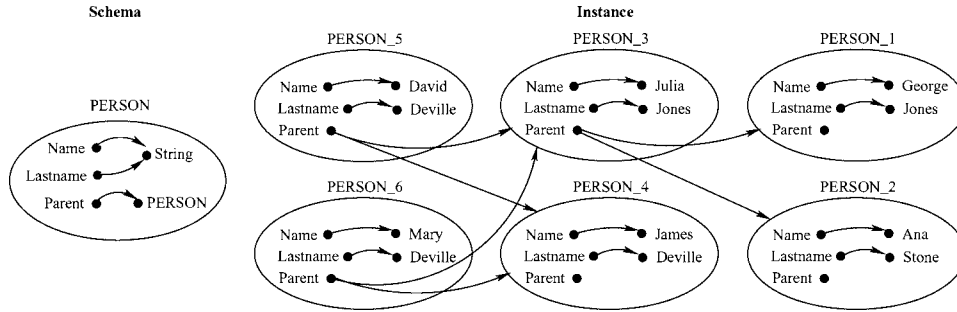 Schema
Instance
PERSON
Name
String
Lastname
Parent
PERSON
PERSON_5
Name
David
Lastname
Deville
Parent
PERSON_3
Name
Julia
Lastname
Jones
Parent
PERSON_1
Name
George
Lastname
Jones
Parent
PERSON_6
Name
Mary
Lastname
Deville
Parent
PERSON_4
Name
James
Lastname
Deville
Parent
PERSON_2
Name
Ana
Lastname
Stone
Parent